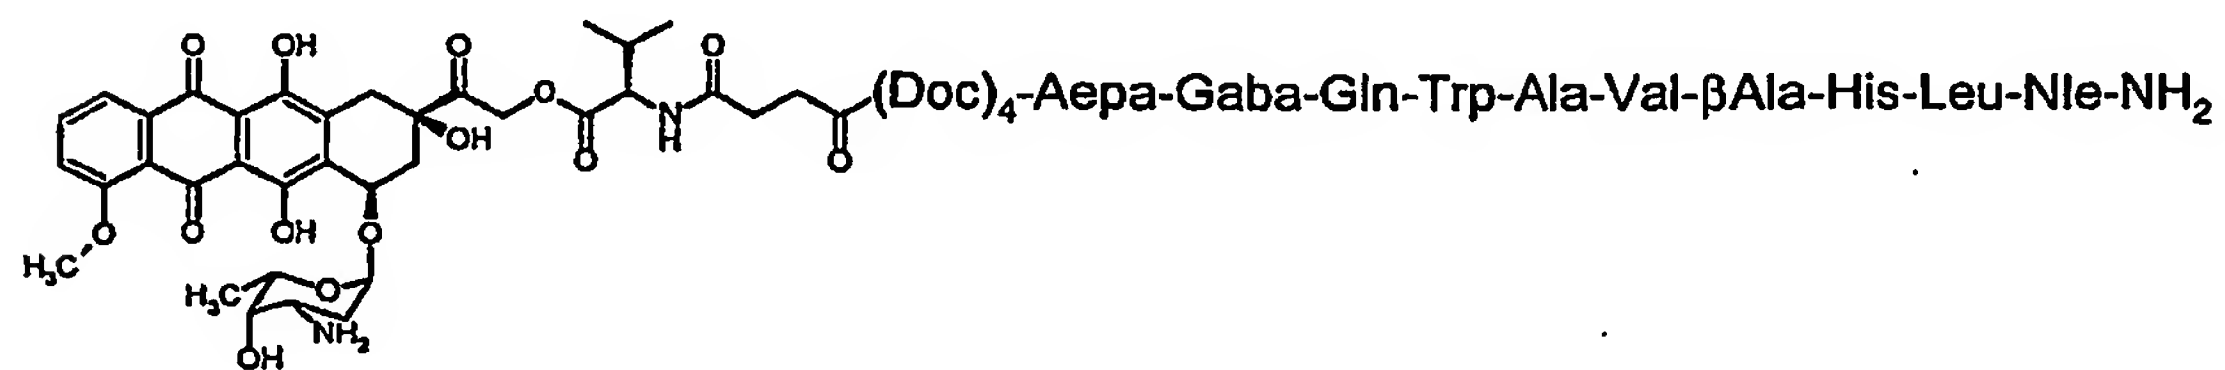 O OH O O
O (Doc)₄-Aepa-Gaba-Gln-Trp-Ala-Val-βAla-His-Leu-Nle-NH₂
N
OH H
O O
O O OH O
H₃C
H₃C O
NH₂
OH